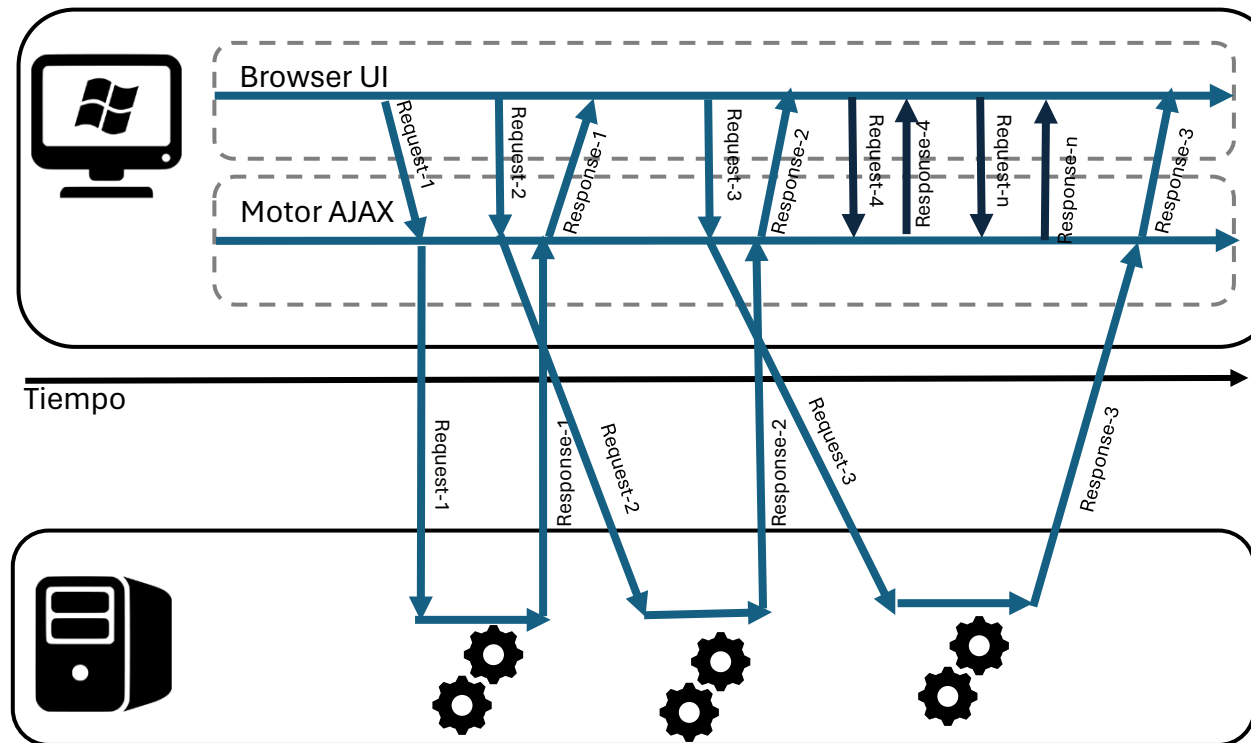 Browser UI
Request-1
Request-2
Response-1
Request-3
Response-2
Request-4
Response-4
Request-n
Response-n
Response-3
Motor AJAX
Tiempo
Request-1
Response-1
Request-2
Response-2
Request-3
Response-3